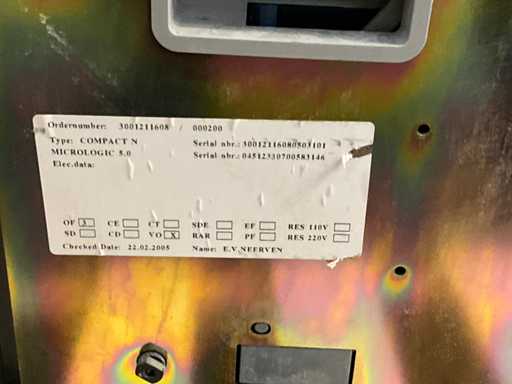 Ordernumber: 3001211608 / 000200
Type: COMPACT N Serial nbr.: 30012116080503101
MICROLOGIC 5.0 Serial nbr.: 04512330700583146
Elec.data:
OF 3 CE CT SDE EF RES 110V
SD CD VO X RAR PF RES 220V
Checked Date: 22.02.2005 Name: E.V.NEERVEN